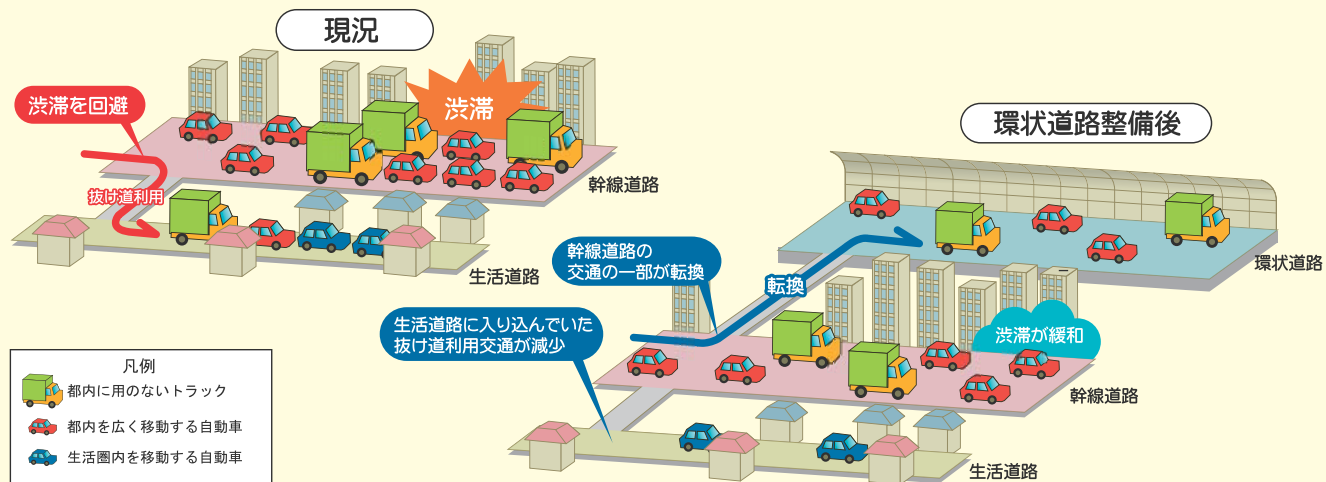 現況
渋滞を回避
渋滞
抜け道利用
幹線道路
生活道路
環状道路整備後
環状道路
幹線道路の
交通の一部が転換
転換
生活道路に入り込んでいた
抜け道利用交通が減少
渋滞が緩和
幹線道路
生活道路
凡例
都内に用のないトラック
都内を広く移動する自動車
生活圏内を移動する自動車